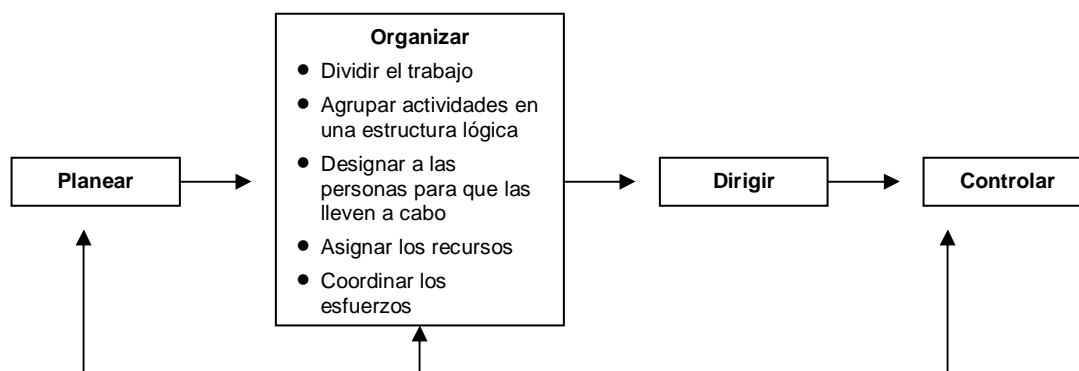 Organizar
Dividir el trabajo
Agrupar actividades en
una estructura lógica
Designar a las
personas para que las
lleven a cabo
Asignar los recursos
Coordinar los
esfuerzos
Planear
Dirigir
Controlar